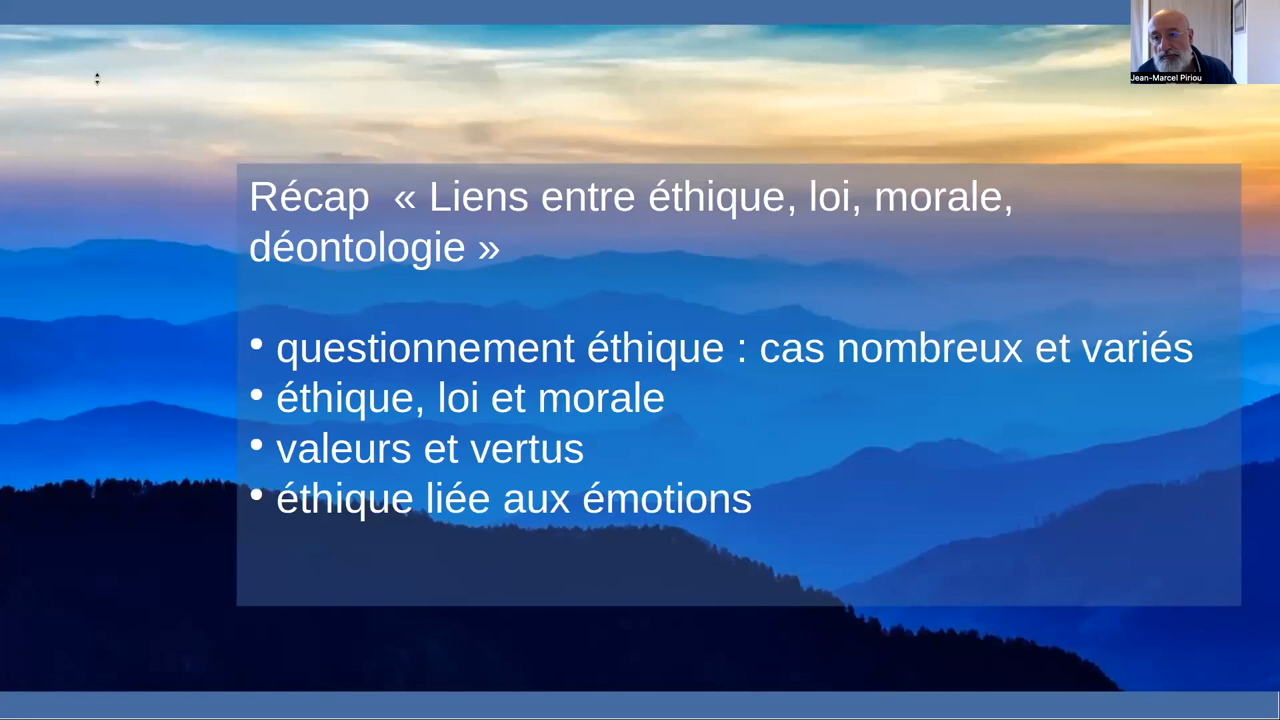 Jean-Marcel Piriou
Récap « Liens entre éthique, loi, morale,
déontologie »
• questionnement éthique : cas nombreux et variés
• éthique, loi et morale
• valeurs et vertus
• éthique liée aux émotions